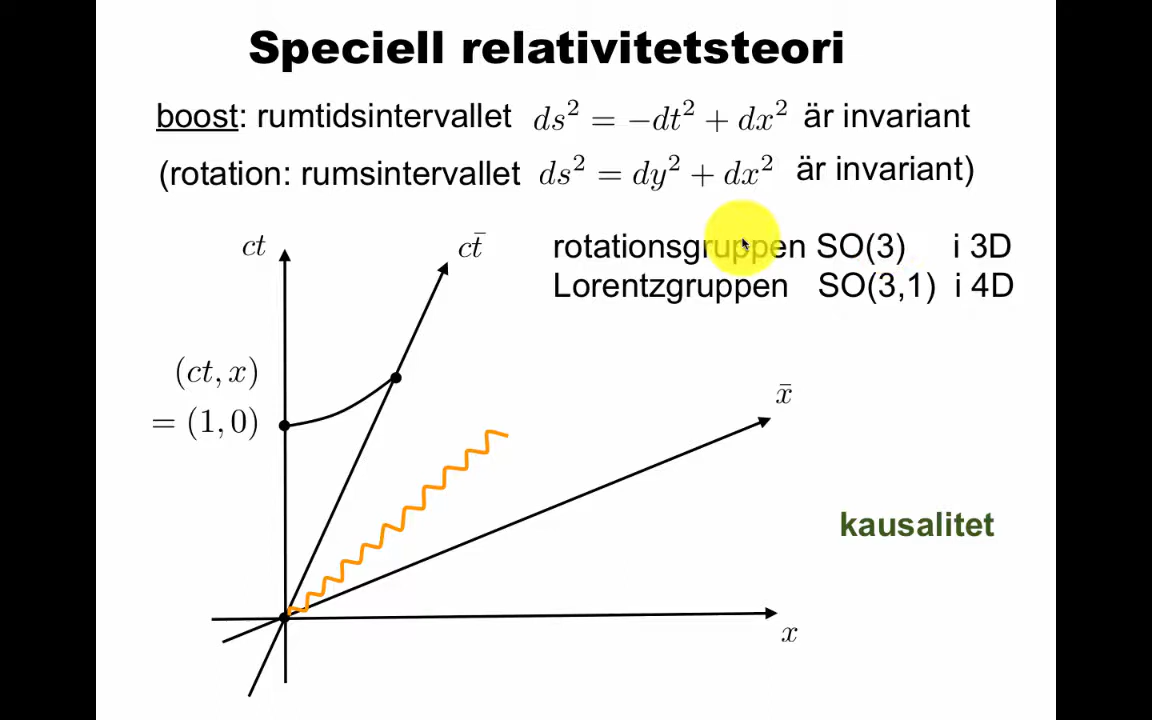 Speciell relativitetsteori
boost: rumtidsintervallet ds² = −dt² + dx² är invariant
(rotation: rumsintervallet ds² = dy² + dx² är invariant)
rotationsgruppen SO(3) i 3D
Lorentzgruppen SO(3,1) i 4D
ct
ct̄
(ct, x)
= (1, 0)
x̄
kausalitet
x